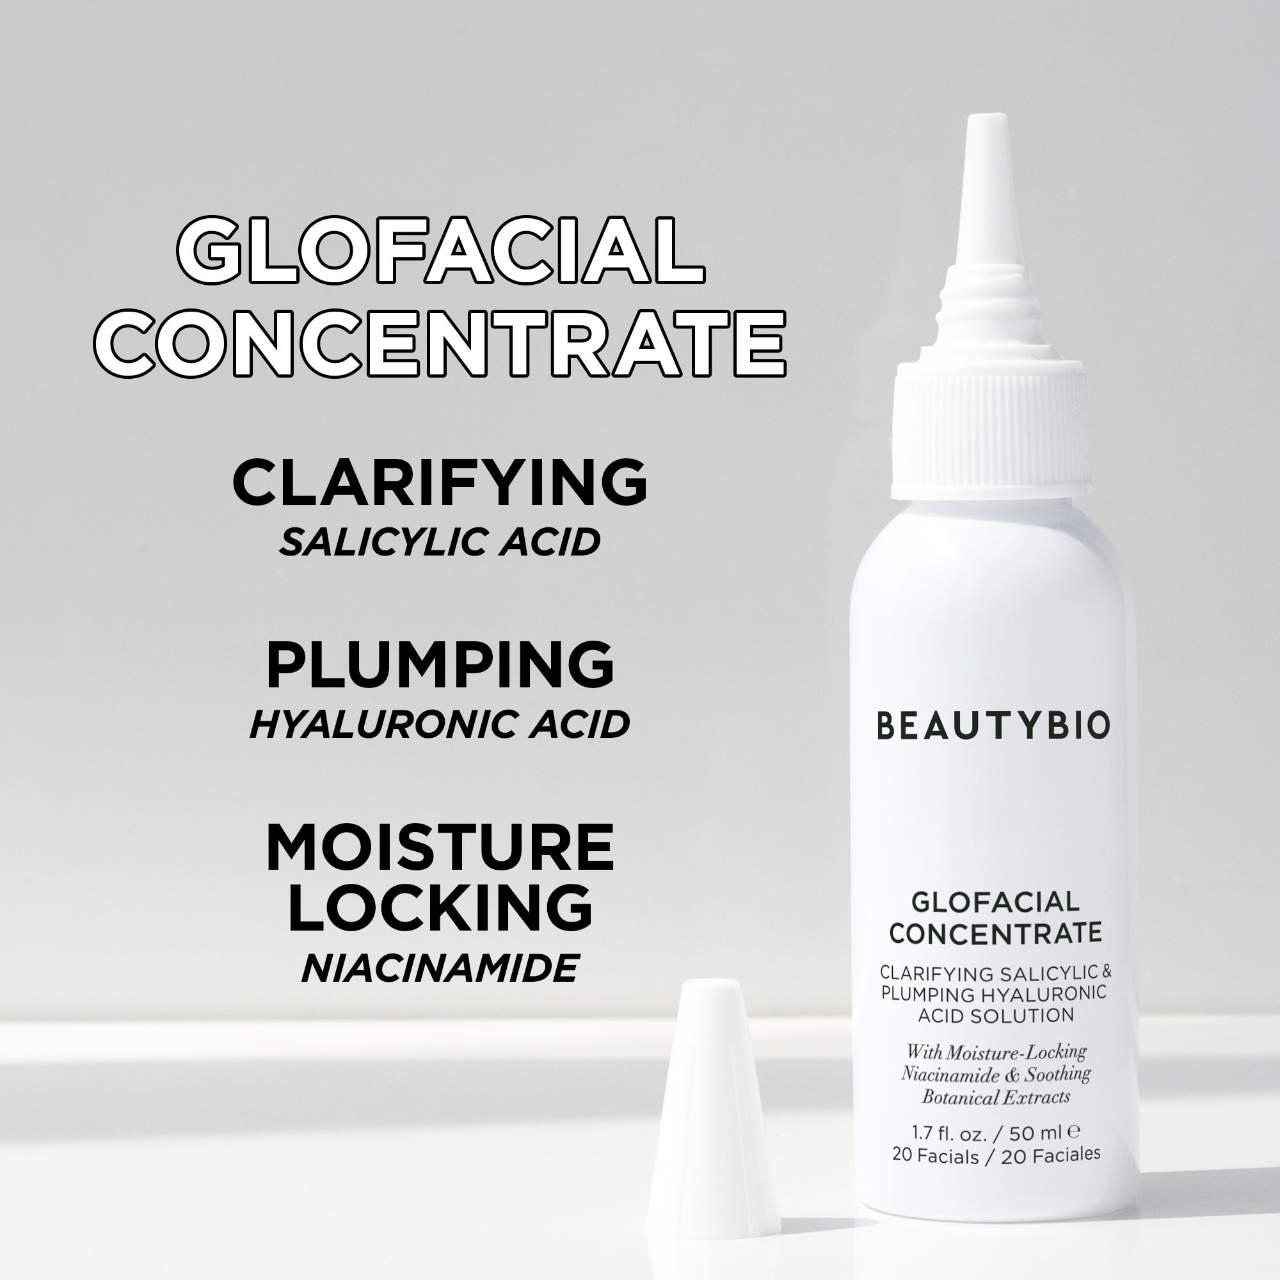 GLOFACIAL
CONCENTRATE
CLARIFYING
SALICYLIC ACID
PLUMPING
HYALURONIC ACID
MOISTURE
LOCKING
NIACINAMIDE
BEAUTYBIO
GLOFACIAL
CONCENTRATE
CLARIFYING SALICYLIC &
PLUMPING HYALURONIC
ACID SOLUTION
With Moisture-Locking
Niacinamide & Soothing
Botanical Extracts
1.7 fl. oz. / 50 ml ℮
20 Facials / 20 Faciales